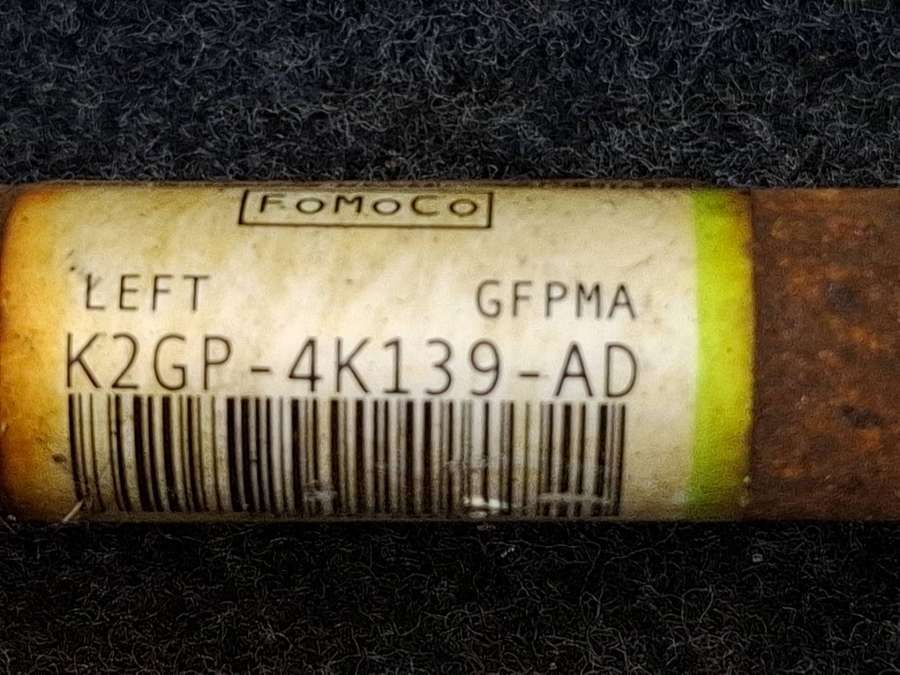 FoMoCo
LEFT GFPMA
K2GP-4K139-AD